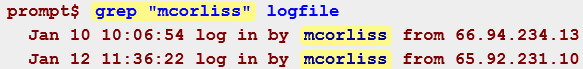 prompt$ grep "mcorliss" logfile
Jan 10 10:06:54 log in by mcorliss from 66.94.234.13
Jan 12 11:36:22 log in by mcorliss from 65.92.231.10